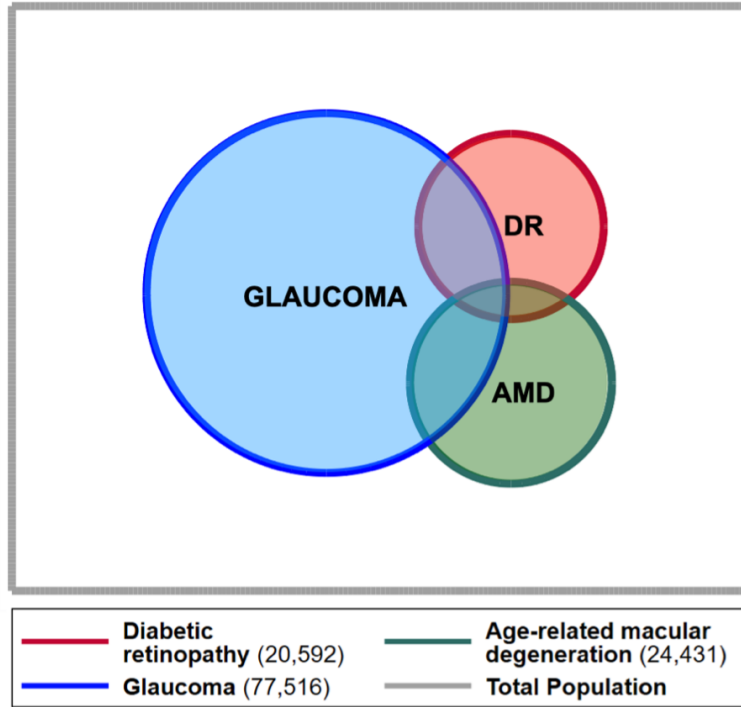 DR
GLAUCOMA
AMD
Diabetic
retinopathy (20,592)
Glaucoma (77,516)
Age-related macular
degeneration (24,431)
Total Population